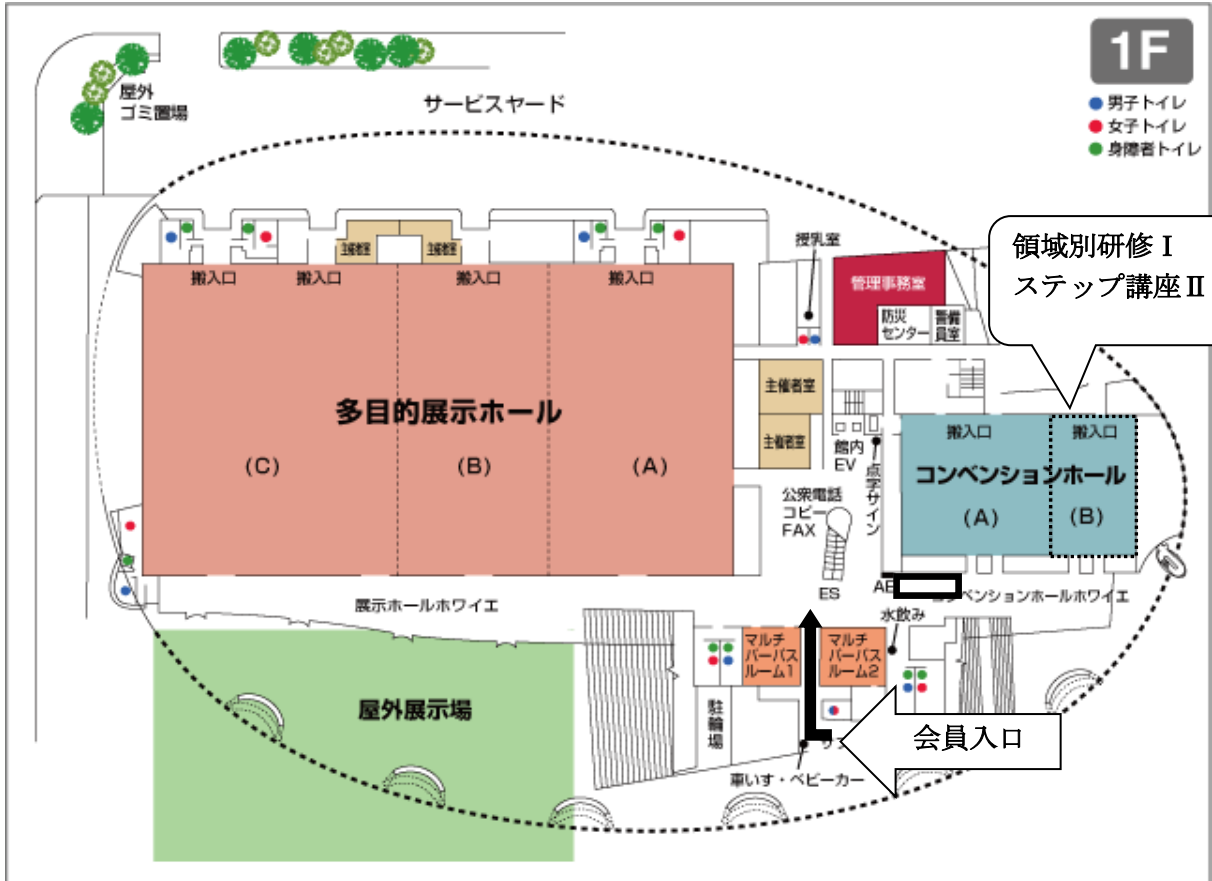 1F
男子トイレ
女子トイレ
身障者トイレ
屋外
ゴミ置場
サービスヤード
領域別研修Ⅰ
ステップ講座Ⅱ
授乳室
主催者室
主催者室
搬入口
搬入口
搬入口
搬入口
管理事務室
防災
センター
警備
員室
多目的展示ホール
(C)
(B)
(A)
主催者室
主催者室
館内
EV
点字サイン
搬入口
搬入口
コンベンションホール
(A)
(B)
公衆電話
コピー
FAX
ES
AE
展示ホールホワイエ
コンベンションホールホワイエ
水飲み
マルチ
パーパス
ルーム1
マルチ
パーパス
ルーム2
屋外展示場
駐輪場
会員入口
車いす・ベビーカー